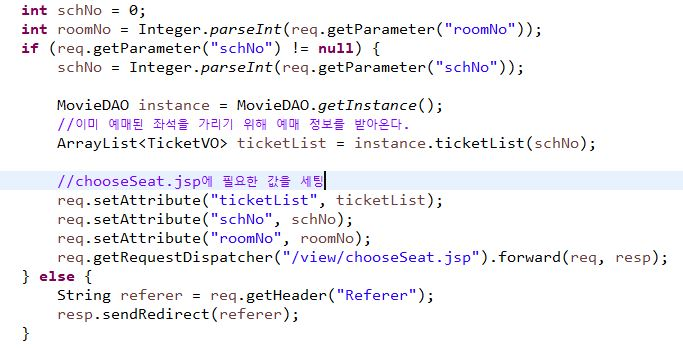 int schNo = 0;
int roomNo = Integer.parseInt(req.getParameter("roomNo"));
if (req.getParameter("schNo") != null) {
    schNo = Integer.parseInt(req.getParameter("schNo"));

    MovieDAO instance = MovieDAO.getInstance();
    //이미 예매된 좌석을 가리기 위해 예매 정보를 받아온다.
    ArrayList<TicketVO> ticketList = instance.ticketList(schNo);

    //chooseSeat.jsp에 필요한 값을 세팅
    req.setAttribute("ticketList", ticketList);
    req.setAttribute("schNo", schNo);
    req.setAttribute("roomNo", roomNo);
    req.getRequestDispatcher("/view/chooseSeat.jsp").forward(req, resp);
} else {
    String referer = req.getHeader("Referer");
    resp.sendRedirect(referer);
}